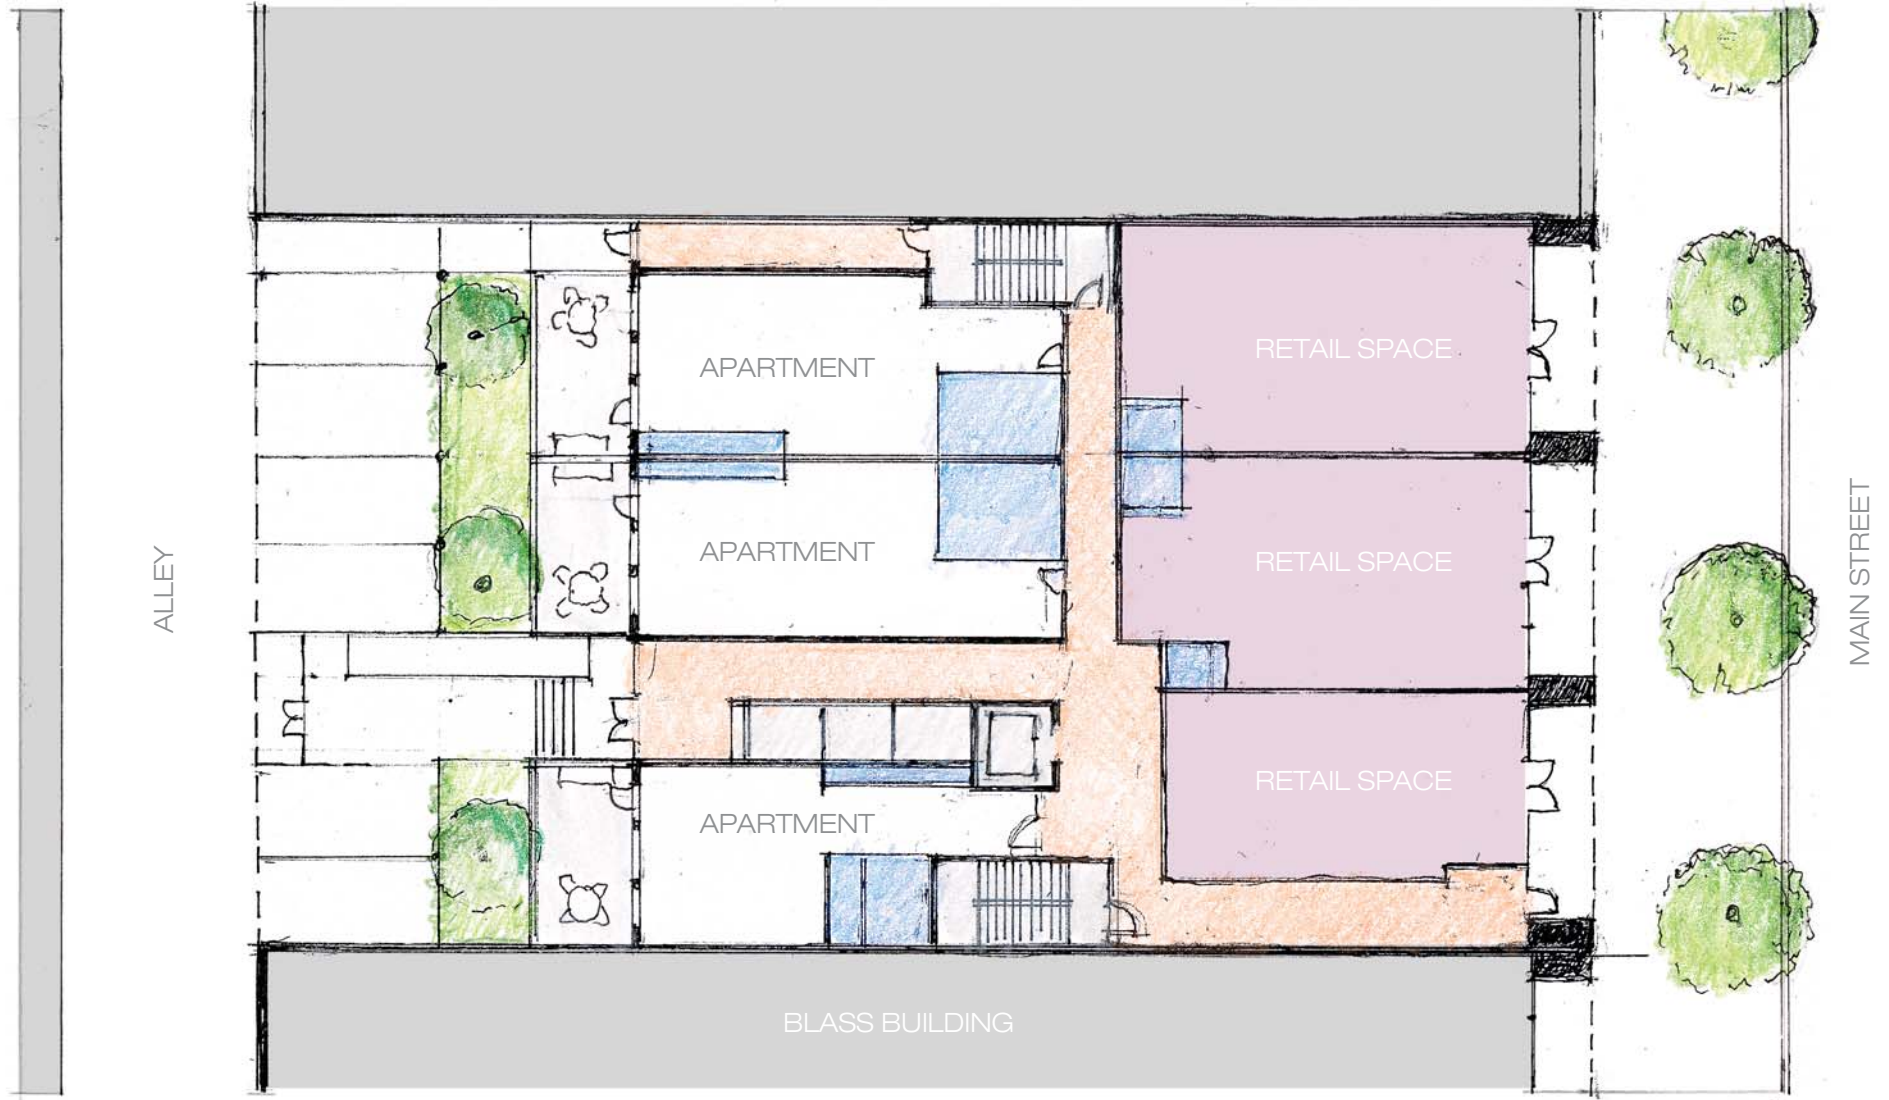 RETAIL SPACE
APARTMENT
APARTMENT
RETAIL SPACE
ALLEY
MAIN STREET
RETAIL SPACE
APARTMENT
BLASS BUILDING